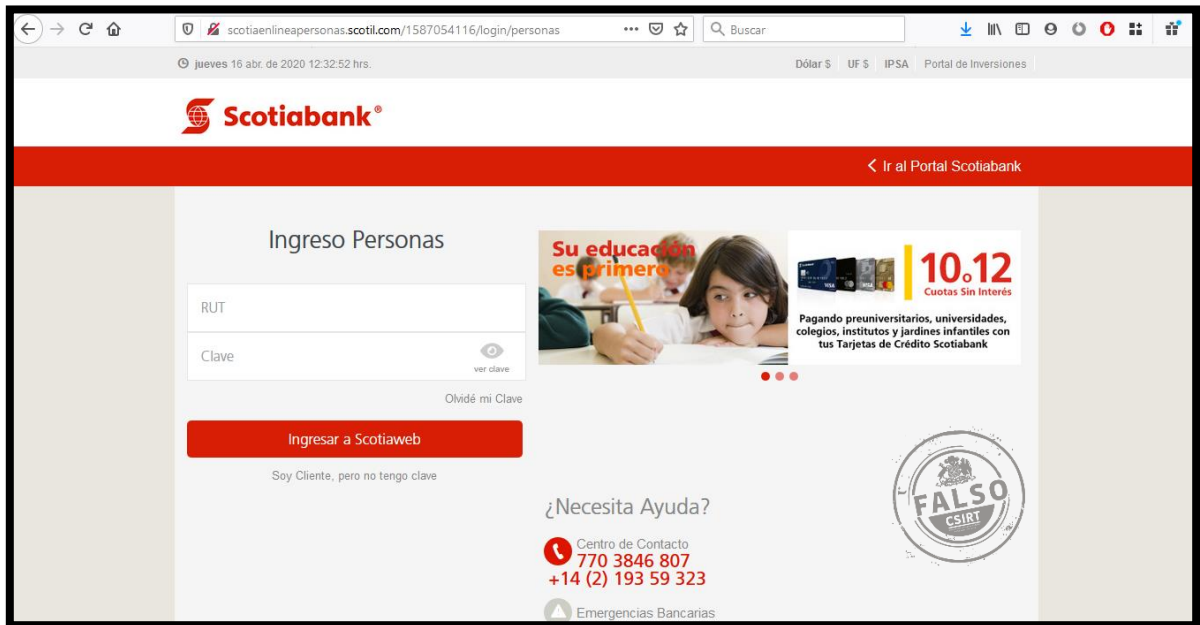 scotiaenlineapersonas.scotil.com/1587054116/login/personas
Buscar
jueves 16 abr. de 2020 12:32:52 hrs.
Dólar $ UF $ IPSA Portal de Inversiones
Scotiabank®
Ir al Portal Scotiabank
Ingreso Personas
RUT
Clave
ver clave
Olvidé mi Clave
Ingresar a Scotiaweb
Soy Cliente, pero no tengo clave
Su educación
es primero
10 o 12
Cuotas Sin Interés
Pagando preuniversitarios, universidades,
colegios, institutos y jardines infantiles con
tus Tarjetas de Crédito Scotiabank
¿Necesita Ayuda?
Centro de Contacto
770 3846 807
+14 (2) 193 59 323
Emergencias Bancarias
FALSO
CSIRT